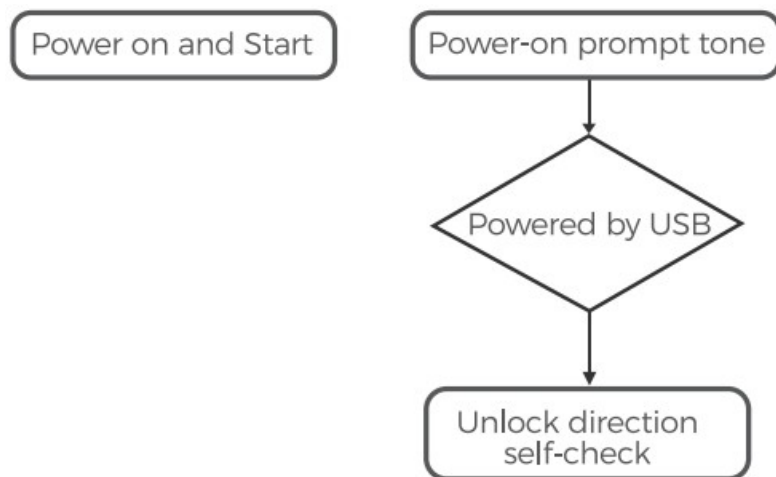 Power on and Start
Power-on prompt tone
Powered by USB
Unlock direction
self-check